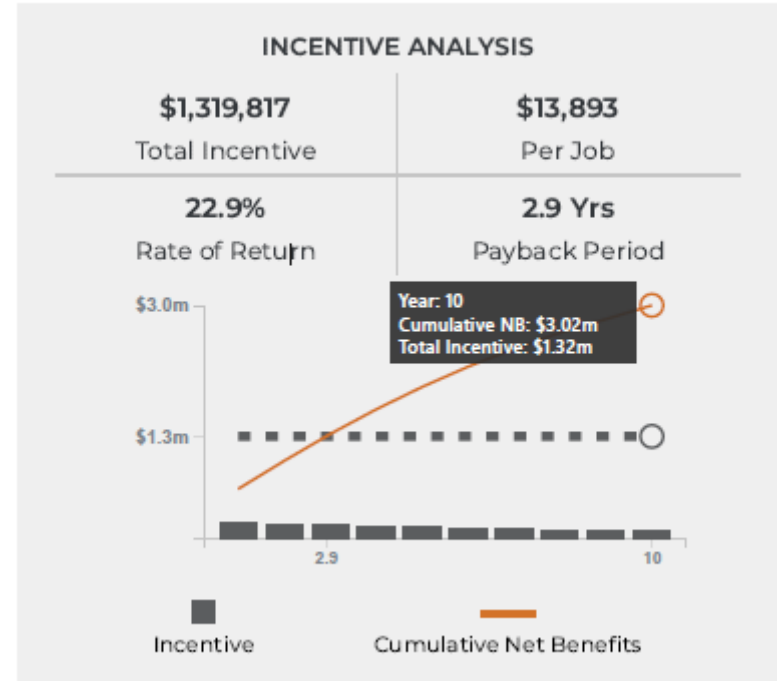 INCENTIVE ANALYSIS
$1,319,817
Total Incentive
$13,893
Per Job
22.9%
Rate of Return
2.9 Yrs
Payback Period
$3.0m
Year: 10
Cumulative NB: $3.02m
Total Incentive: $1.32m
$1.3m
2.9
10
Incentive
Cumulative Net Benefits